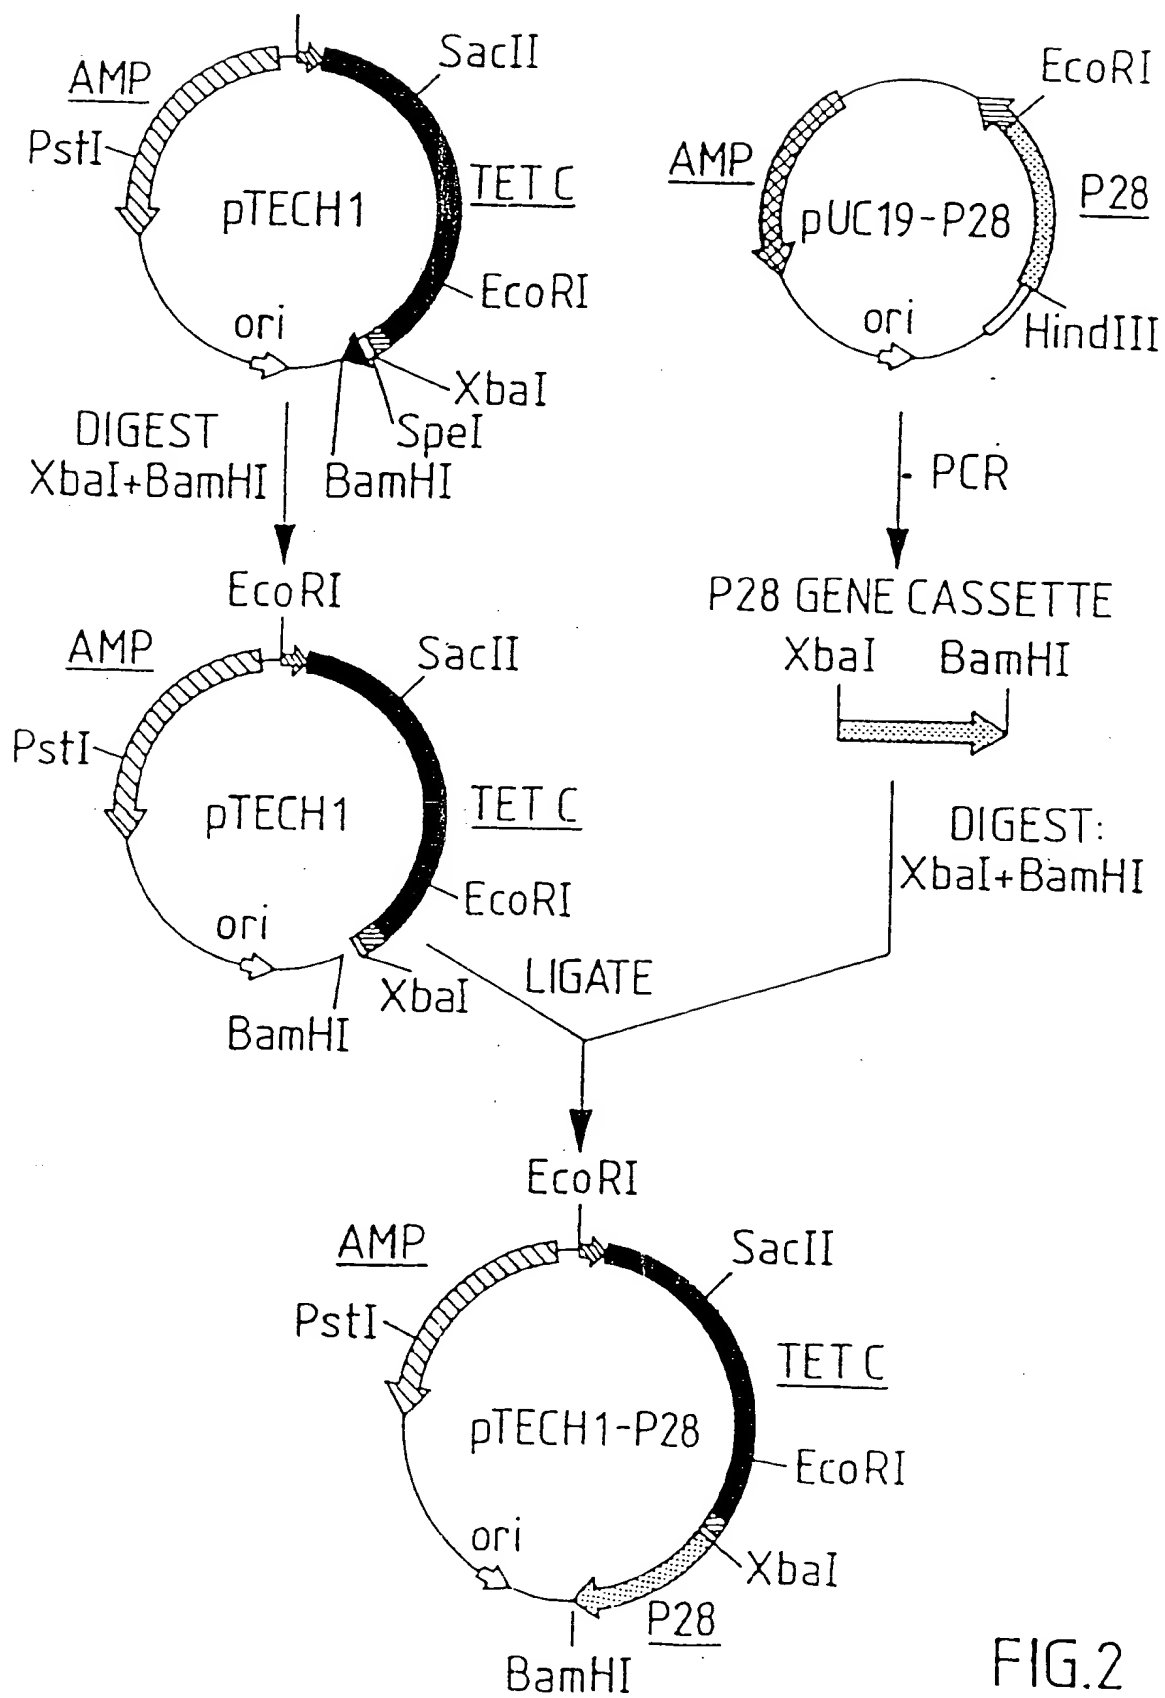 SacII
AMP
PstI
pTECH1
TET C
EcoRI
ori
XbaI
SpeI
BamHI
DIGEST
XbaI+BamHI
EcoRI
AMP
pUC19-P28
P28
ori
HindIII
PCR
P28 GENE CASSETTE
XbaI BamHI
DIGEST:
XbaI+BamHI
EcoRI
AMP
SacII
PstI
pTECH1
TET C
EcoRI
ori
XbaI
BamHI
LIGATE
EcoRI
AMP
SacII
PstI
TET C
pTECH1-P28
EcoRI
ori
XbaI
P28
BamHI
FIG.2